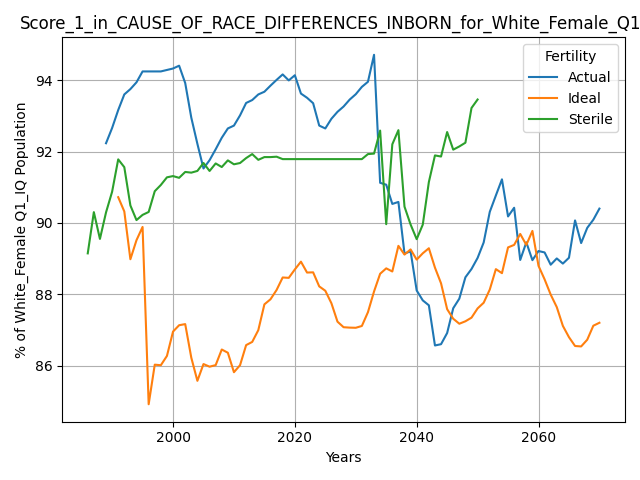 Score_1_in_CAUSE_OF_RACE_DIFFERENCES_INBORN_for_White_Female_Q1
% of White_Female Q1_IQ Population
94
92
90
88
86
Fertility
Actual
Ideal
Sterile
2000 2020 2040 2060
Years